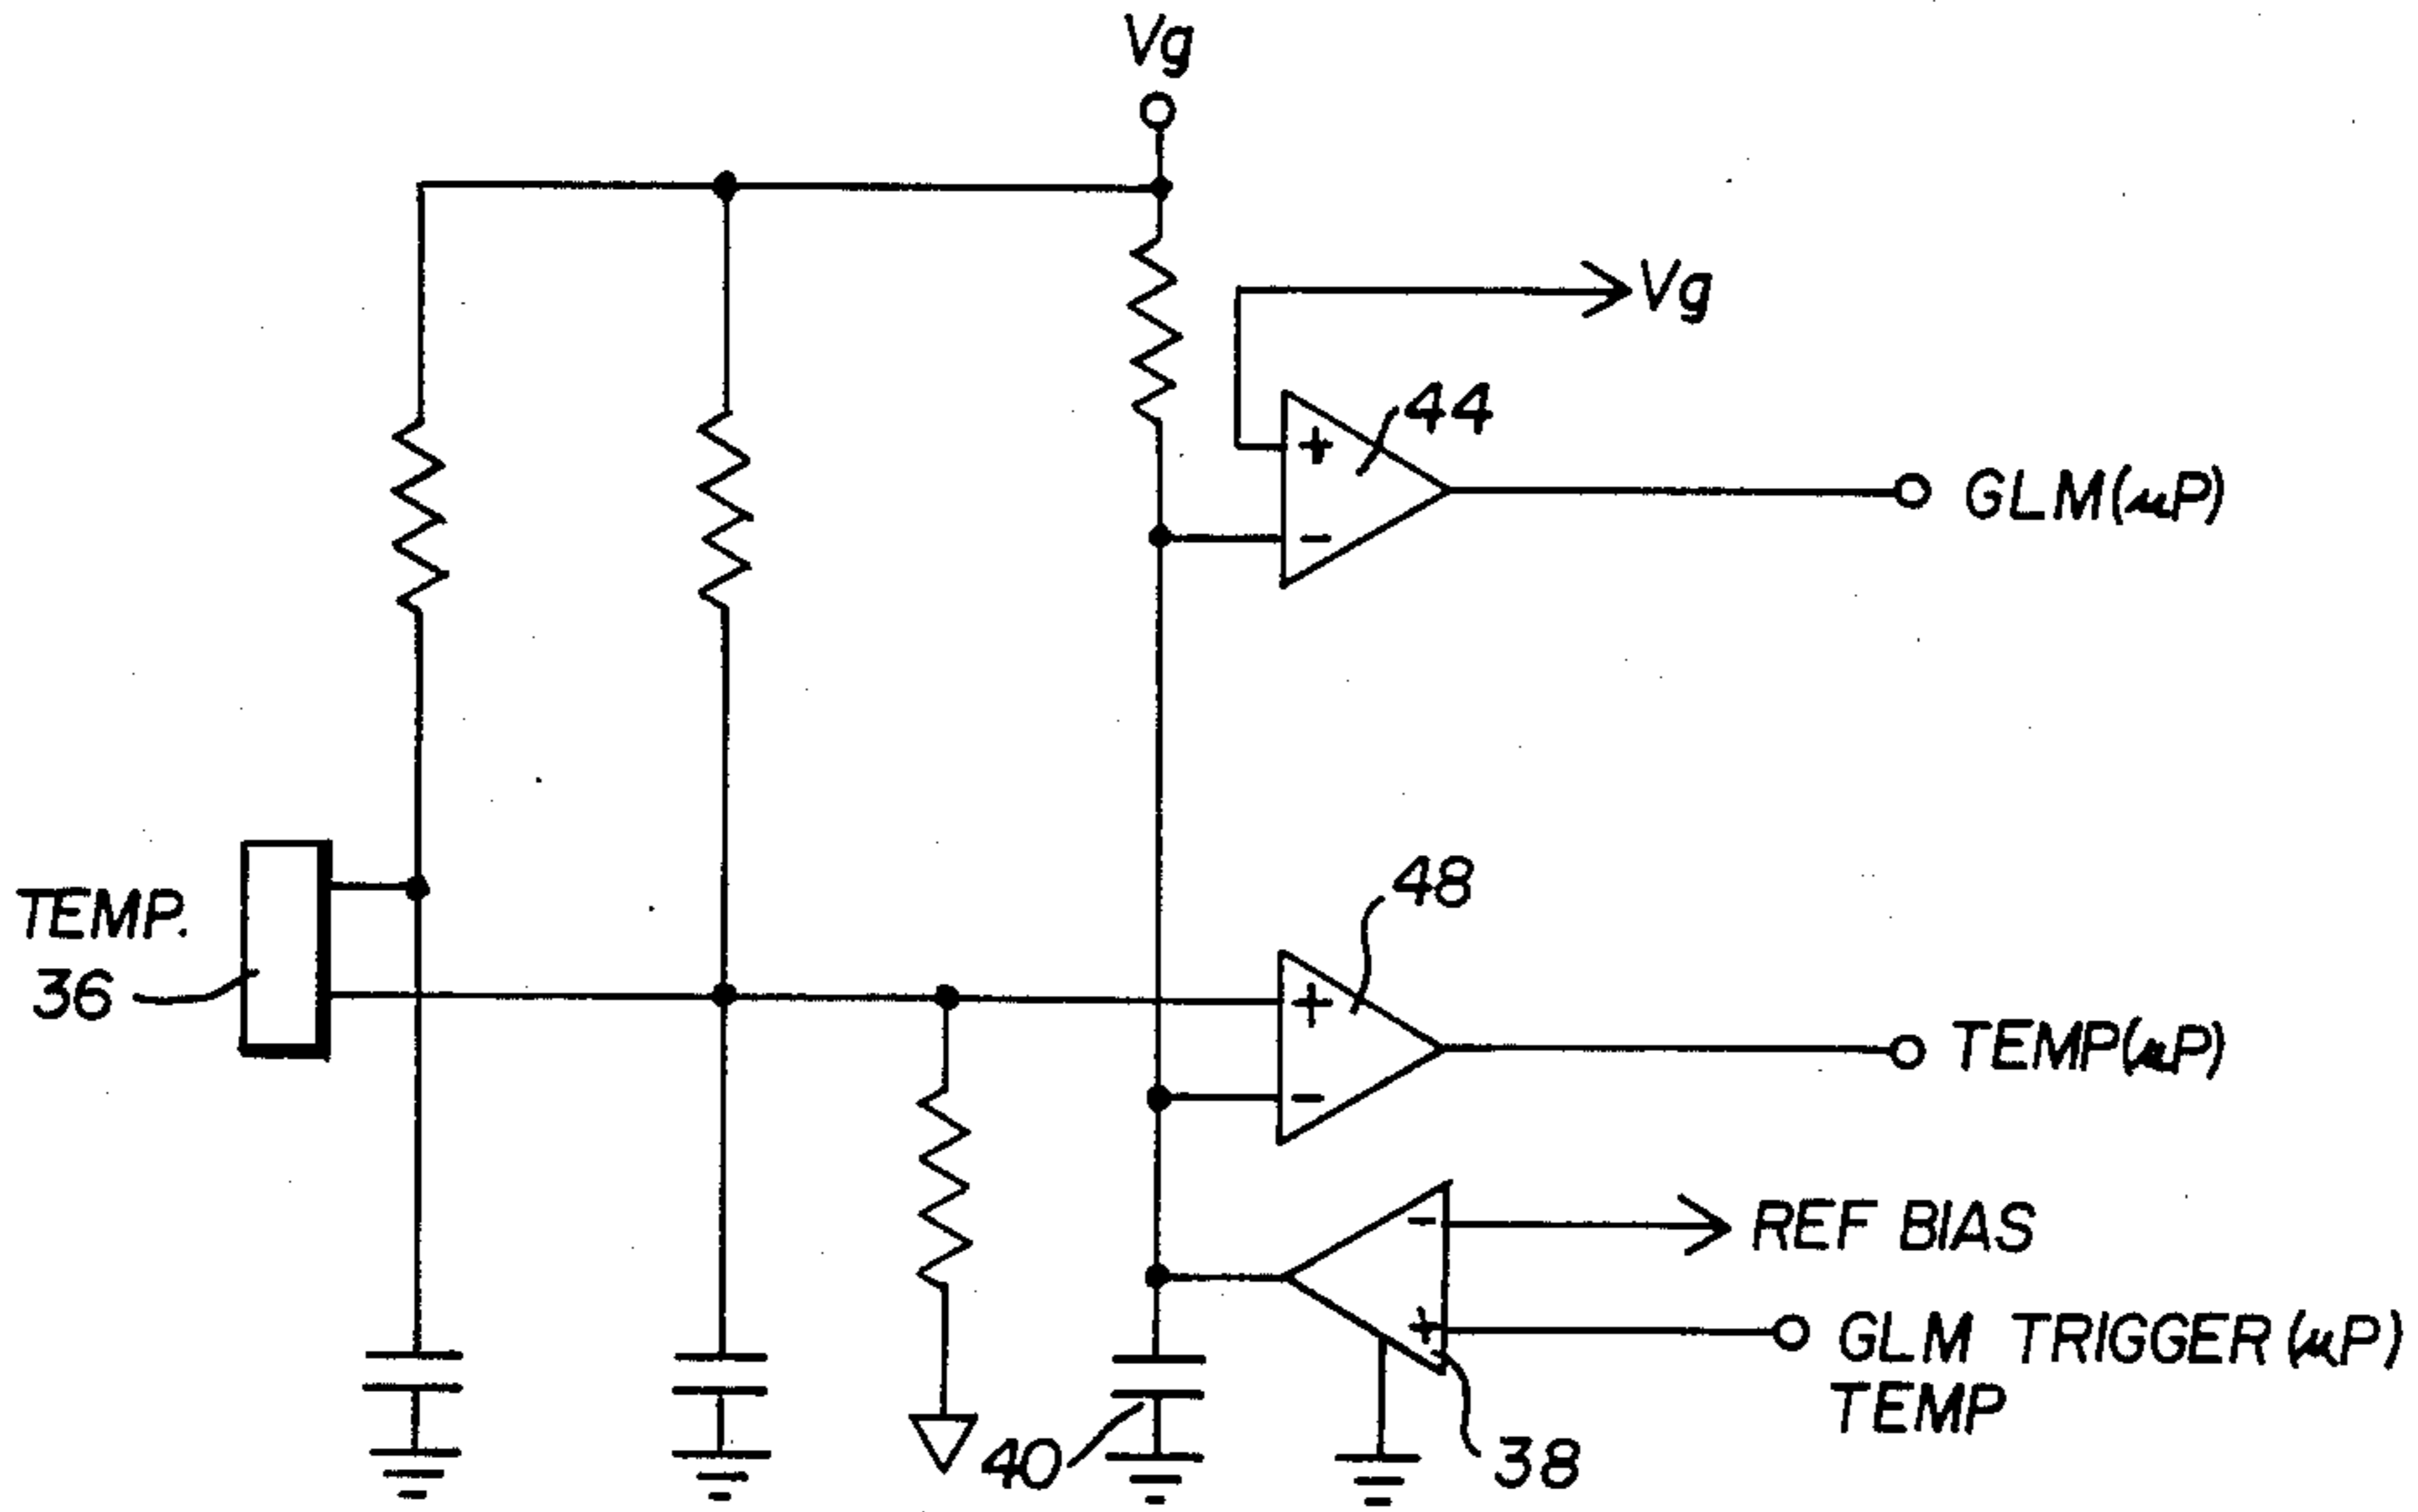 Vg
Vg
44
+
-
GLM(μP)
48
TEMP.
36
+
-
TEMP(μP)
-
REF BIAS
+
GLM TRIGGER(μP)
TEMP
40
38